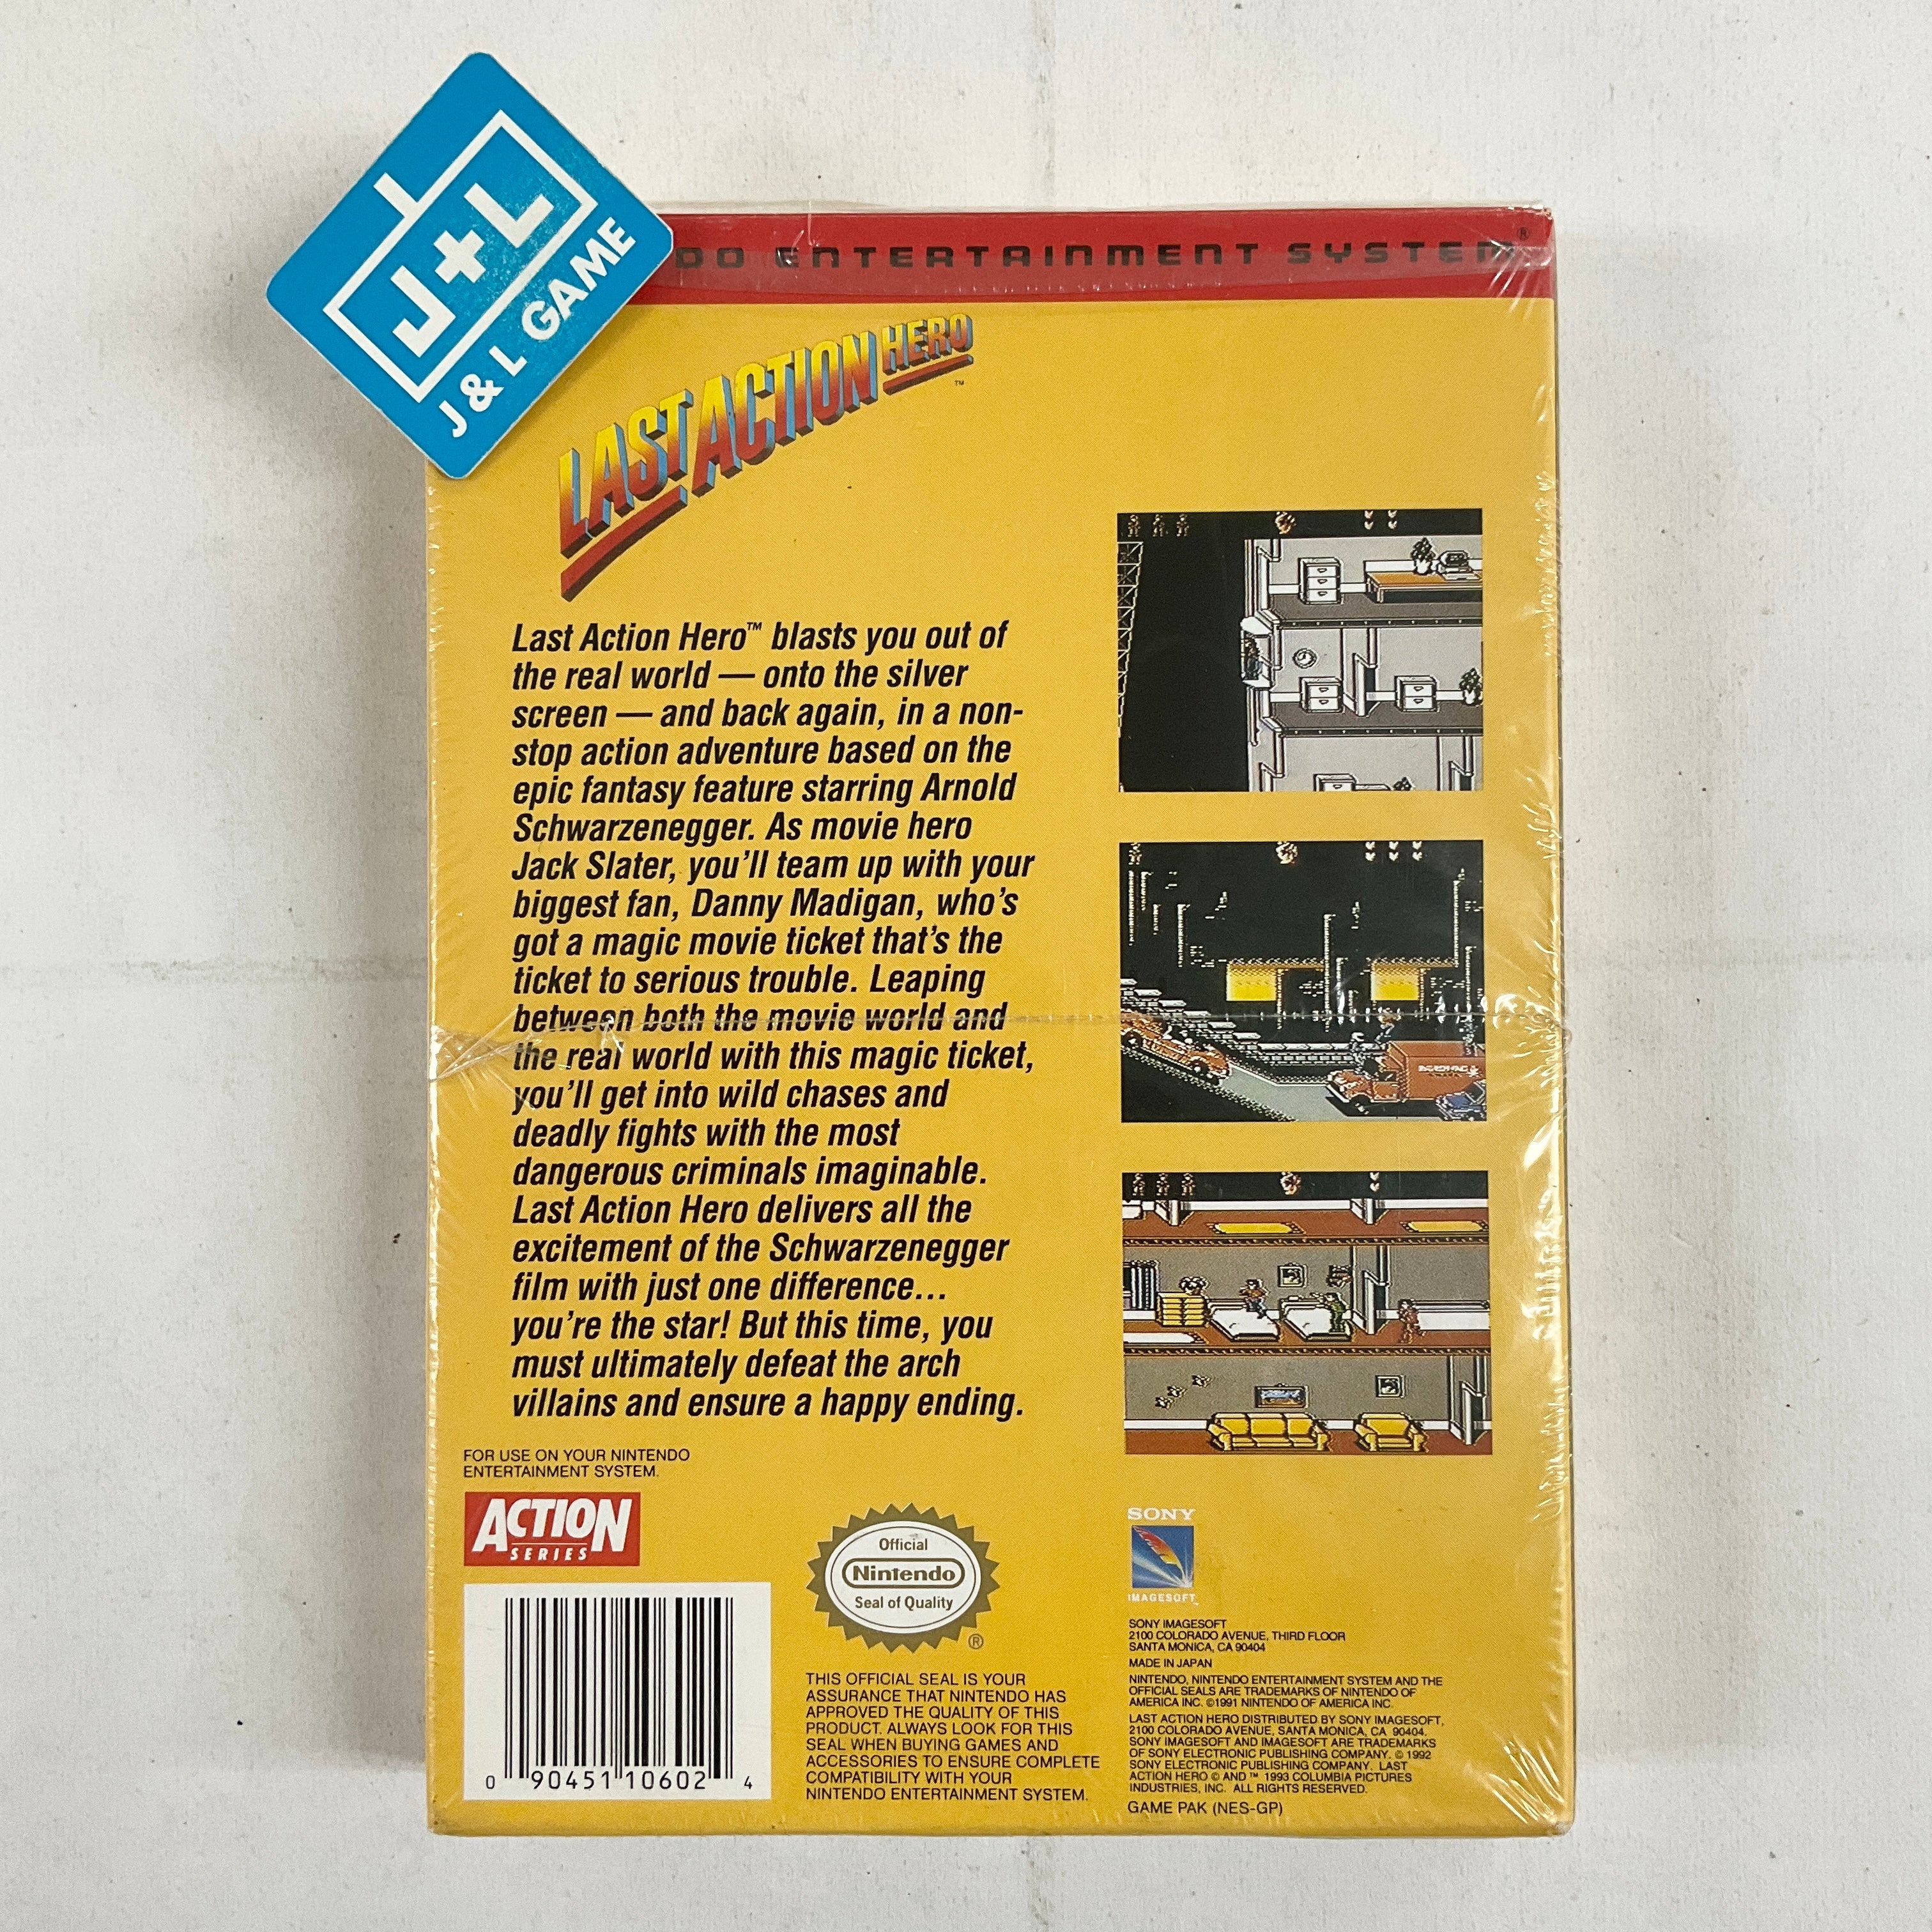 J+L
J & L GAME
DO ENTERTAINMENT SYSTEM®
LAST ACTION HERO™
Last Action Hero™ blasts you out of
the real world — onto the silver
screen — and back again, in a non-
stop action adventure based on the
epic fantasy feature starring Arnold
Schwarzenegger. As movie hero
Jack Slater, you'll team up with your
biggest fan, Danny Madigan, who's
got a magic movie ticket that's the
ticket to serious trouble. Leaping
between both the movie world and
the real world with this magic ticket,
you'll get into wild chases and
deadly fights with the most
dangerous criminals imaginable.
Last Action Hero delivers all the
excitement of the Schwarzenegger
film with just one difference...
you're the star! But this time, you
must ultimately defeat the arch
villains and ensure a happy ending.
FOR USE ON YOUR NINTENDO
ENTERTAINMENT SYSTEM.
ACTION
SERIES
0 90451 10602 4
Official
Nintendo
Seal of Quality
®
THIS OFFICIAL SEAL IS YOUR
ASSURANCE THAT NINTENDO HAS
APPROVED THE QUALITY OF THIS
PRODUCT. ALWAYS LOOK FOR THIS
SEAL WHEN BUYING GAMES AND
ACCESSORIES TO ENSURE COMPLETE
COMPATIBILITY WITH YOUR
NINTENDO ENTERTAINMENT SYSTEM.
SONY
IMAGESOFT™
SONY IMAGESOFT
2100 COLORADO AVENUE, THIRD FLOOR
SANTA MONICA, CA 90404
MADE IN JAPAN
NINTENDO, NINTENDO ENTERTAINMENT SYSTEM AND THE
OFFICIAL SEALS ARE TRADEMARKS OF NINTENDO OF
AMERICA INC. ©1991 NINTENDO OF AMERICA INC.
LAST ACTION HERO DISTRIBUTED BY SONY IMAGESOFT,
2100 COLORADO AVENUE, SANTA MONICA, CA 90404.
SONY IMAGESOFT AND IMAGESOFT ARE TRADEMARKS
OF SONY ELECTRONIC PUBLISHING COMPANY. © 1992
SONY ELECTRONIC PUBLISHING COMPANY. LAST
ACTION HERO © AND ™ 1993 COLUMBIA PICTURES
INDUSTRIES, INC. ALL RIGHTS RESERVED.
GAME PAK (NES-GP)